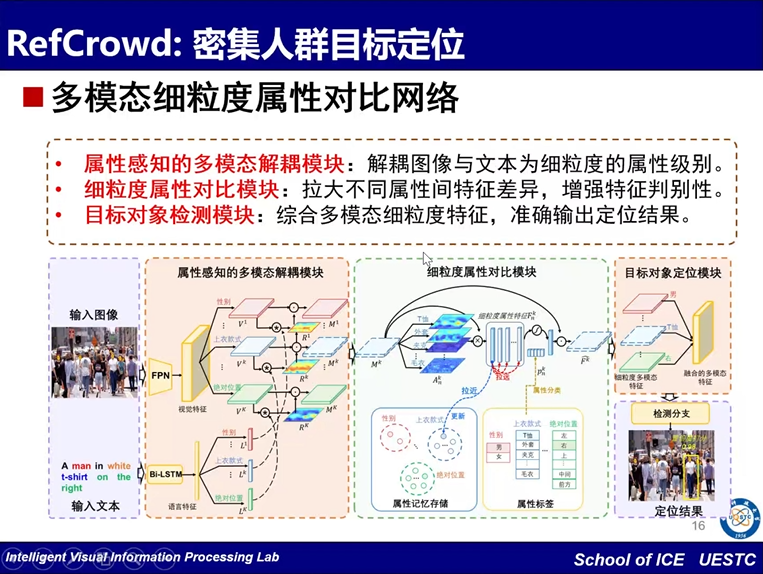 RefCrowd: 密集人群目标定位
多模态细粒度属性对比网络
• 属性感知的多模态解耦模块：解耦图像与文本为细粒度的属性级别。
• 细粒度属性对比模块：拉大不同属性间特征差异，增强特征判别性。
• 目标对象检测模块：综合多模态细粒度特征，准确输出定位结果。
输入图像
A man in white
t-shirt on the
right
输入文本
属性感知的多模态解耦模块
FPN
视觉特征
性别
V¹
R¹
M¹
上衣款式
Vᵏ
Rᵏ
Mᵏ
绝对位置
Vᴷ
Rᴷ
Mᴷ
Bi-LSTM
语言特征
性别
L¹
上衣款式
Lᵏ
绝对位置
Lᴷ
细粒度属性对比模块
Mᵏ
T恤
外套
夹克
毛衣
细粒度属性特征
拉近
拉远
属性分类
更新
性别
上衣款式
绝对位置
属性记忆存储
性别
男
女
上衣款式
T恤
外套
夹克
...
毛衣
绝对位置
左
右
上
中间
前方
属性标签
目标对象定位模块
男
T恤
右
细粒度多模态
特征
融合的多模态
特征
检测分支
定位结果
16
UESTC
1956
Intelligent Visual Information Processing Lab
School of ICE UESTC